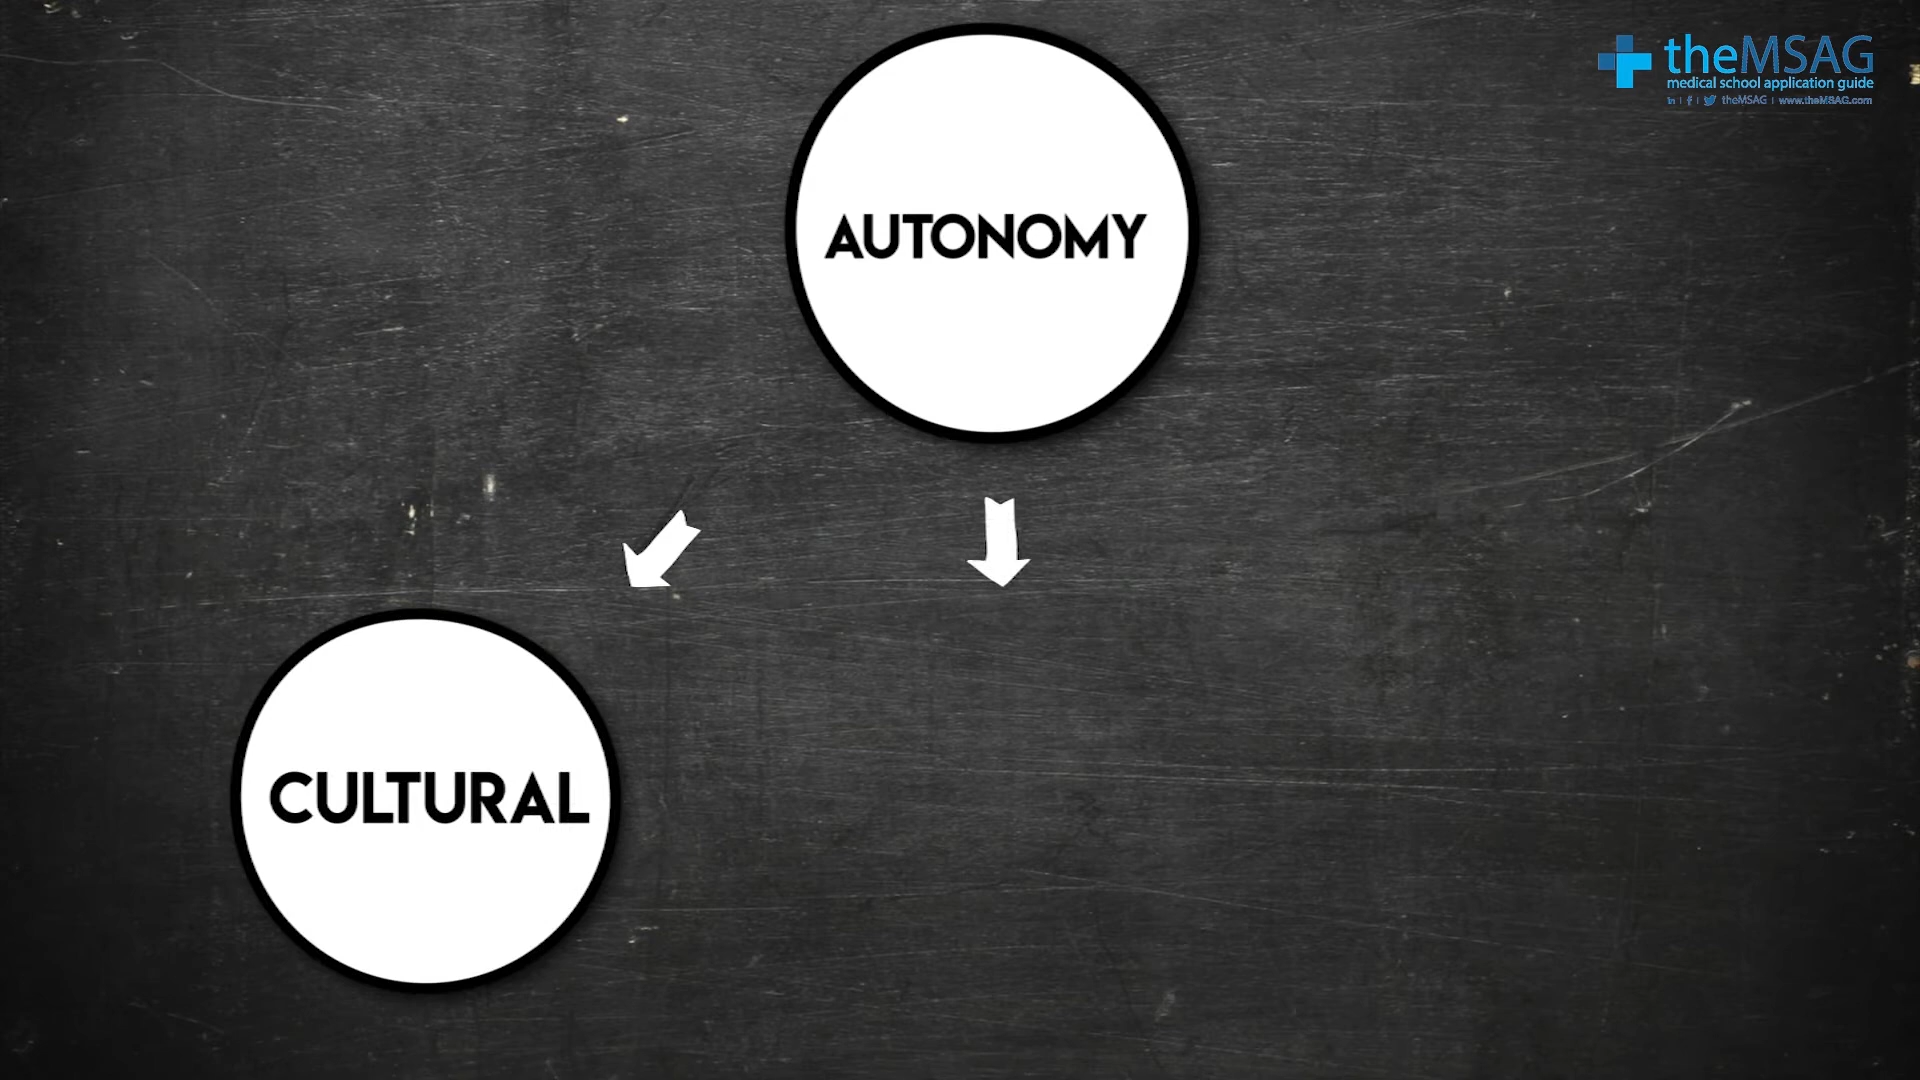 theMSAG
medical school application guide
theMSAG | www.theMSAG.com
AUTONOMY
CULTURAL